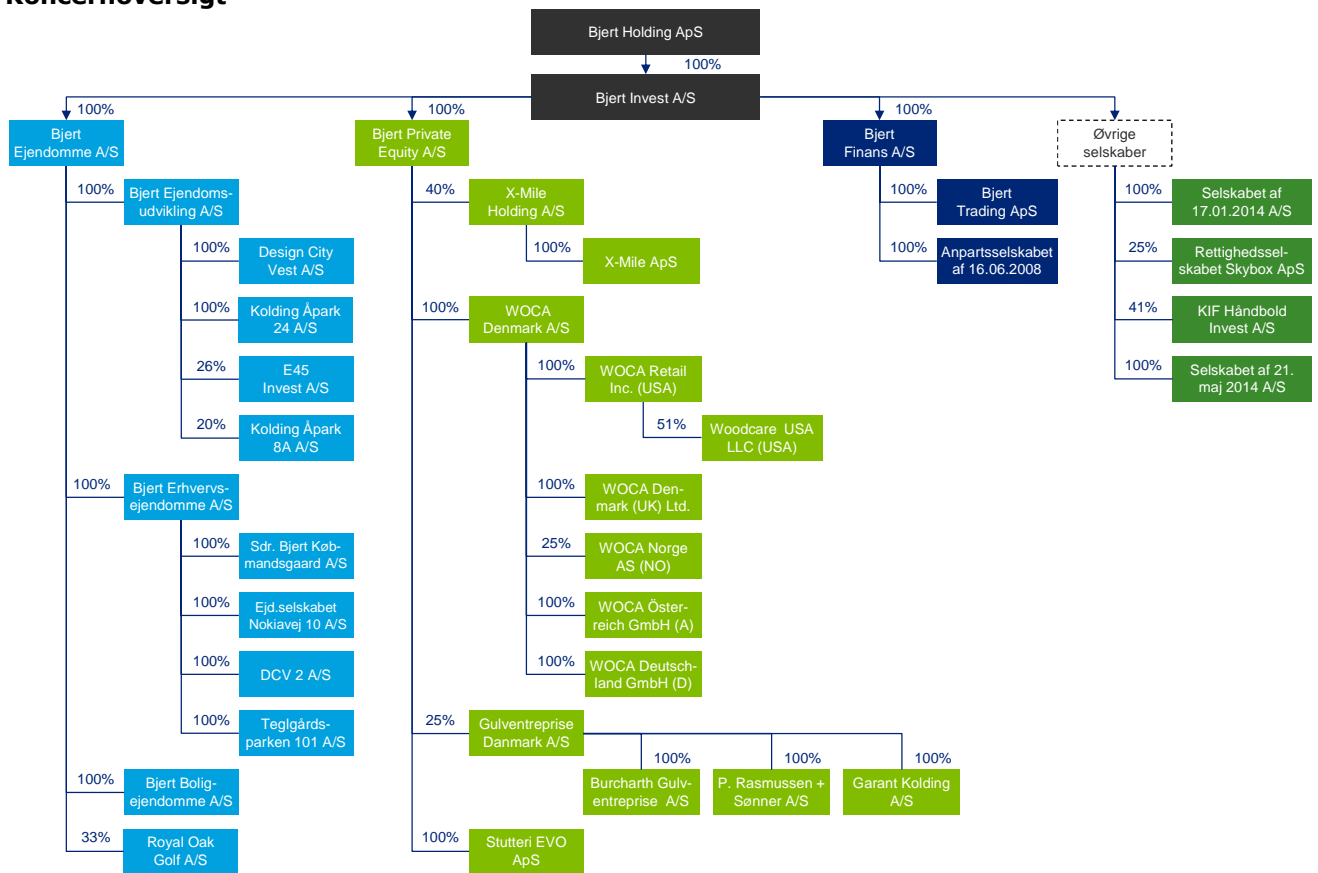 Koncernoversigt
Bjert Holding ApS
100%
Bjert Invest A/S
100%
Bjert
Ejendomme A/S
100%
Bjert Ejendoms-
udvikling A/S
100%
Design City
Vest A/S
100%
Kolding Åpark
24 A/S
26%
E45
Invest A/S
20%
Kolding Åpark
8A A/S
100%
Bjert Erhvervs-
ejendomme A/S
100%
Sdr. Bjert Køb-
mandsgaard A/S
100%
Ejd.selskabet
Nokiavej 10 A/S
100%
DCV 2 A/S
100%
Teglgårds-
parken 101 A/S
100%
Bjert Bolig-
ejendomme A/S
33%
Royal Oak
Golf A/S
100%
Bjert Private
Equity A/S
40%
X-Mile
Holding A/S
100%
X-Mile ApS
100%
WOCA
Denmark A/S
100%
WOCA Retail
Inc. (USA)
51%
Woodcare USA
LLC (USA)
100%
WOCA Den-
mark (UK) Ltd.
25%
WOCA Norge
AS (NO)
100%
WOCA Öster-
reich GmbH (A)
100%
WOCA Deutsch-
land GmbH (D)
25%
Gulventreprise
Danmark A/S
100%
Burcharth Gulv-
entreprise A/S
100%
P. Rasmussen +
Sønner A/S
100%
Garant Kolding
A/S
100%
Stutteri EVO
ApS
100%
Bjert
Finans A/S
100%
Bjert
Trading ApS
100%
Anpartsselskabet
af 16.06.2008
Øvrige
selskaber
100%
Selskabet af
17.01.2014 A/S
25%
Rettighedssel-
skabet Skybox ApS
41%
KIF Håndbold
Invest A/S
100%
Selskabet af 21.
maj 2014 A/S